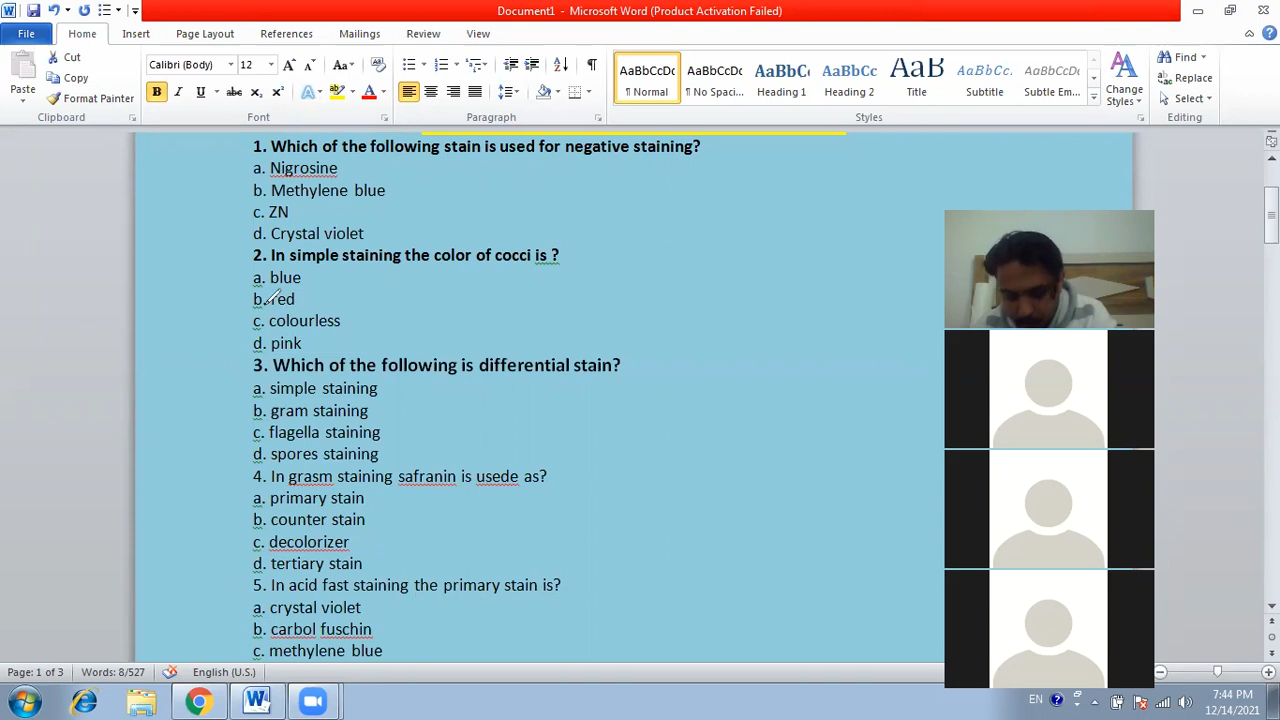 Document1 - Microsoft Word (Product Activation Failed)
File Home Insert Page Layout References Mailings Review View
Paste Cut Copy Format Painter
Calibri (Body) 12
AaBbCcDc AaBbCcDc AaBbCc AaBbCc AaB AaBbCc. AaBbCcDc
¶ Normal ¶ No Spaci... Heading 1 Heading 2 Title Subtitle Subtle Em...
Change Styles
Find Replace Select
Clipboard Font Paragraph Styles Editing
1. Which of the following stain is used for negative staining?
a. Nigrosine
b. Methylene blue
c. ZN
d. Crystal violet
2. In simple staining the color of cocci is ?
a. blue
b. red
c. colourless
d. pink
3. Which of the following is differential stain?
a. simple staining
b. gram staining
c. flagella staining
d. spores staining
4. In grasm staining safranin is usede as?
a. primary stain
b. counter stain
c. decolorizer
d. tertiary stain
5. In acid fast staining the primary stain is?
a. crystal violet
b. carbol fuschin
c. methylene blue
Page: 1 of 3 Words: 8/527 English (U.S.)
EN 7:44 PM
12/14/2021